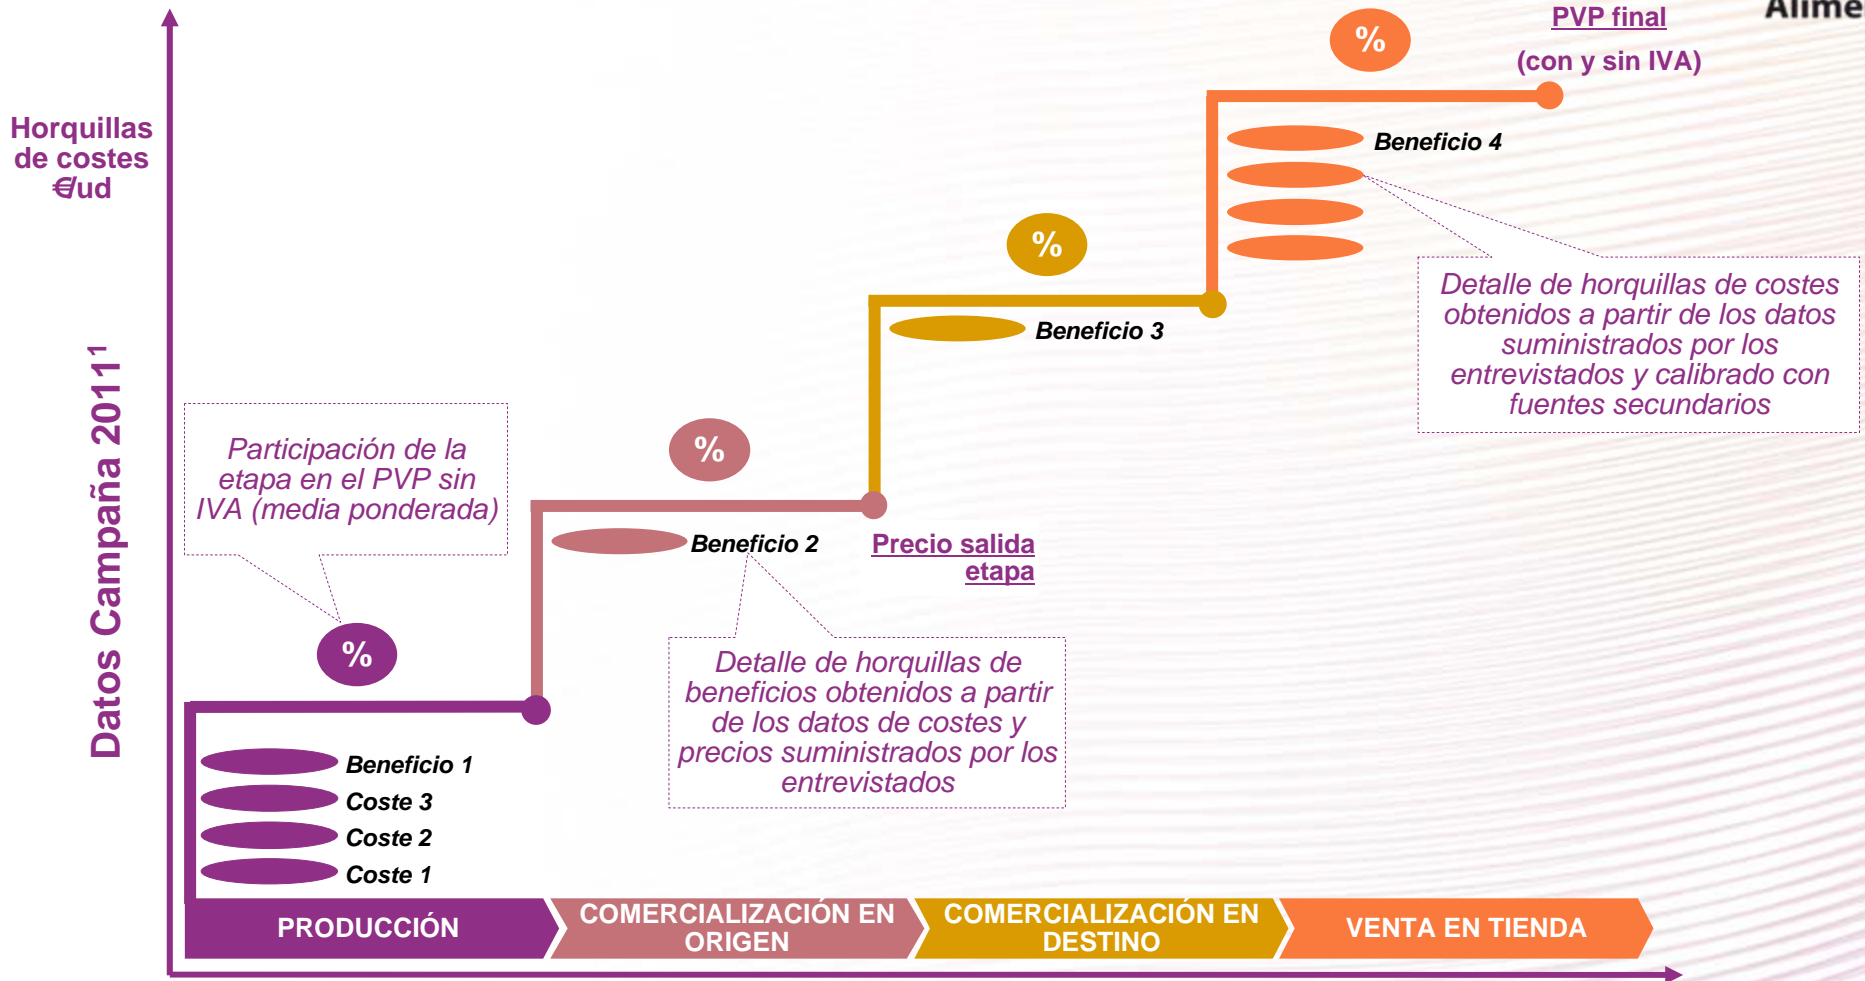 PVP final
(con y sin IVA)
%
Horquillas
de costes
€/ud
Beneficio 4
%
Detalle de horquillas de costes
obtenidos a partir de los datos
suministrados por los
entrevistados y calibrado con
fuentes secundarios
Beneficio 3
Datos Campaña 2011¹
Participación de la
etapa en el PVP sin
IVA (media ponderada)
%
Beneficio 2
Precio salida
etapa
%
Detalle de horquillas de
beneficios obtenidos a partir
de los datos de costes y
precios suministrados por los
entrevistados
Beneficio 1
Coste 3
Coste 2
Coste 1
PRODUCCIÓN
COMERCIALIZACIÓN EN
ORIGEN
COMERCIALIZACIÓN EN
DESTINO
VENTA EN TIENDA